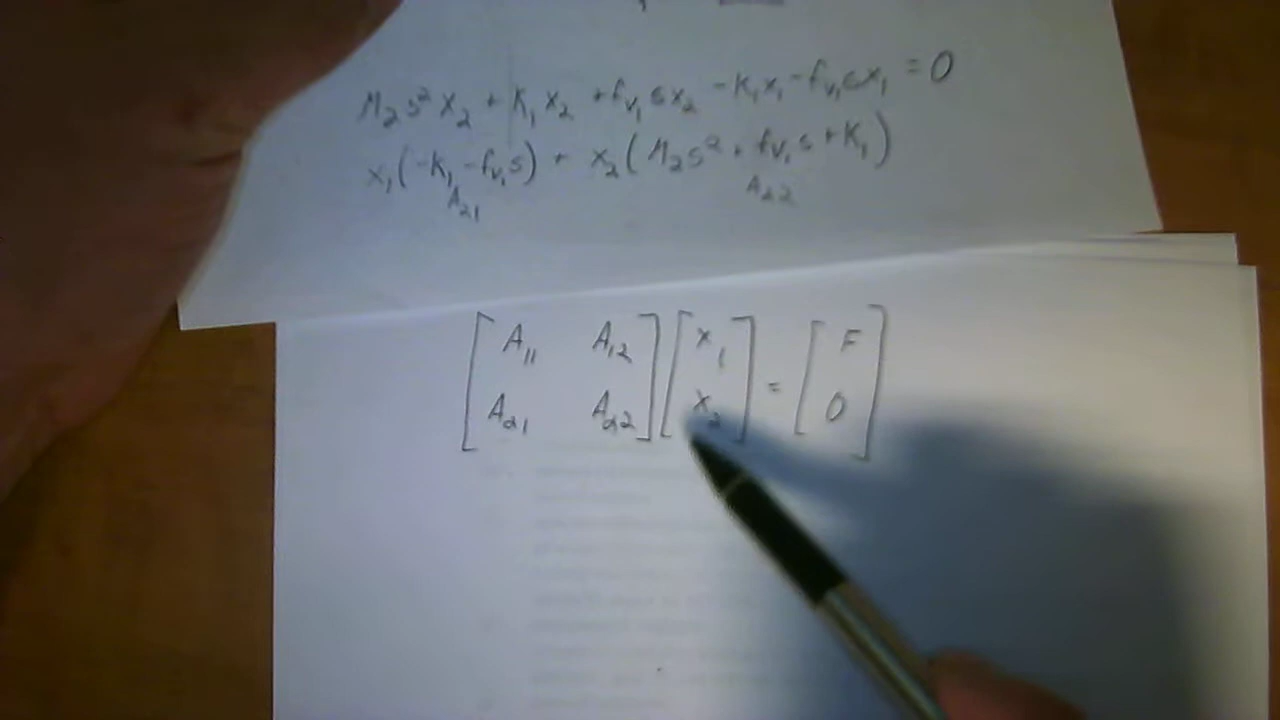 M₂s²x₂ + K₁x₂ + fᵥ₁sx₂ - K₁x₁ - fᵥ₁sx₁ = 0
x₁(-K₁ - fᵥ₁s) + x₂(M₂s² + fᵥ₁s + K₁)
A₂₁ A₂₂
[A₁₁ A₁₂] [x₁] = [F]
[A₂₁ A₂₂] [x₂] [0]